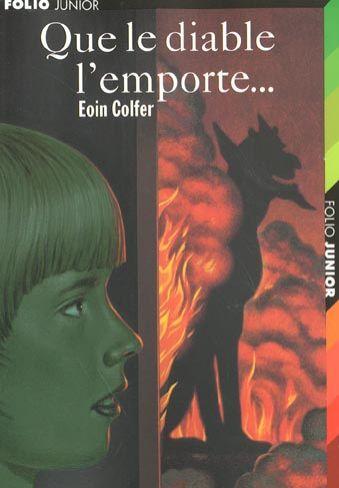 FOLIO JUNIOR
Que le diable
l'emporte...
Eoin Colfer
FOLIO JUNIOR